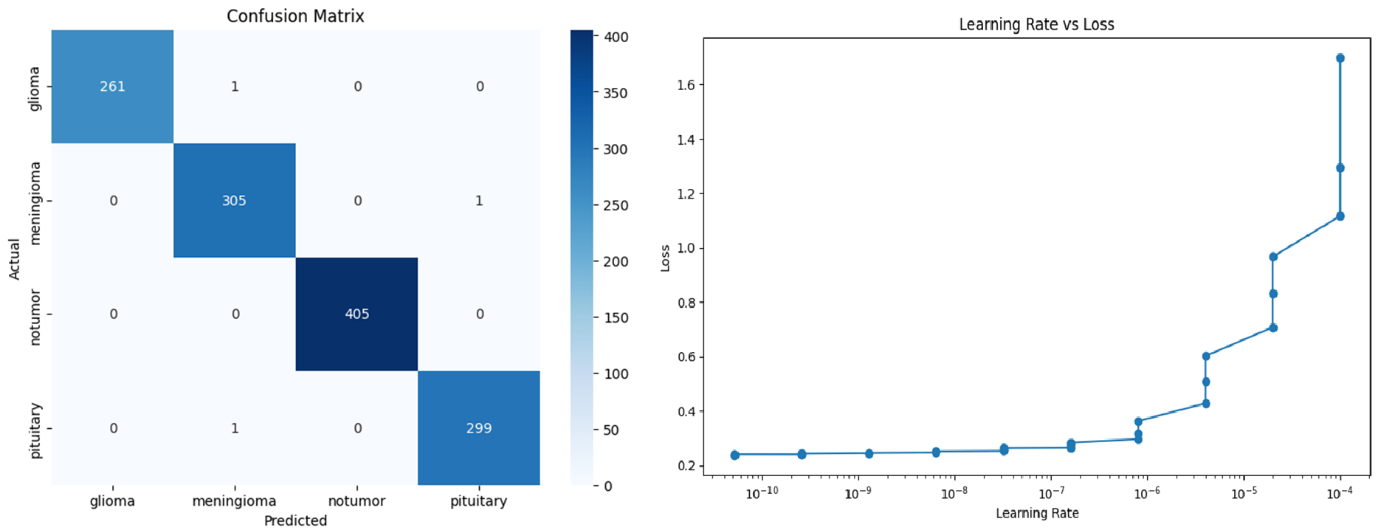 Confusion Matrix
glioma 261 1 0 0
meningioma 0 305 0 1
notumor 0 0 405 0
pituitary 0 1 0 299
glioma meningioma notumor pituitary
Actual
Predicted
400
350
300
250
200
150
100
50
0
Learning Rate vs Loss
1.6
1.4
1.2
1.0
0.8
0.6
0.4
0.2
Loss
10⁻¹⁰ 10⁻⁹ 10⁻⁸ 10⁻⁷ 10⁻⁶ 10⁻⁵ 10⁻⁴
Learning Rate